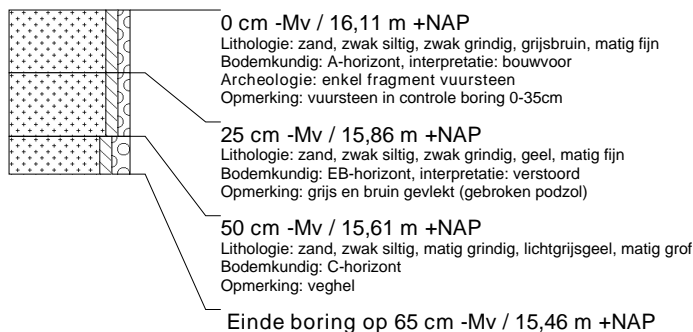 0 cm -Mv / 16,11 m +NAP
Lithologie: zand, zwak siltig, zwak grindig, grijsbruin, matig fijn
Bodemkundig: A-horizont, interpretatie: bouwvoor
Archeologie: enkel fragment vuursteen
Opmerking: vuursteen in controle boring 0-35cm
25 cm -Mv / 15,86 m +NAP
Lithologie: zand, zwak siltig, zwak grindig, geel, matig fijn
Bodemkundig: EB-horizont, interpretatie: verstoord
Opmerking: grijs en bruin gevlekt (gebroken podzol)
50 cm -Mv / 15,61 m +NAP
Lithologie: zand, zwak siltig, matig grindig, lichtgrijsgeel, matig grof
Bodemkundig: C-horizont
Opmerking: veghel
Einde boring op 65 cm -Mv / 15,46 m +NAP